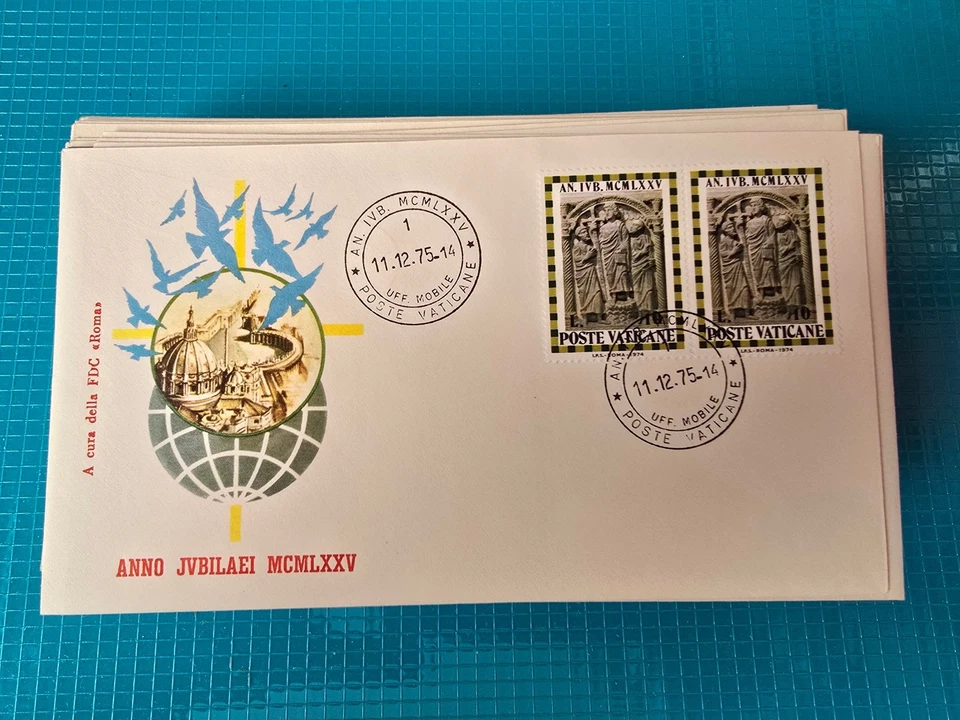 A cura della FDC «Roma»
ANNO JVBILAEI MCMLXXV
AN. IVB. MCMLXXV
1
11.12.75-14
UFF. MOBILE
POSTE VATICANE
AN. IVB. MCMLXXV
L. 10
POSTE VATICANE
I.P.S.-ROMA-1974
AN. IVB. MCMLXXV
L. 10
POSTE VATICANE
I.P.S.-ROMA-1974
AN. MCML
11.12.75-14
UFF. MOBILE
POSTE VATICANE